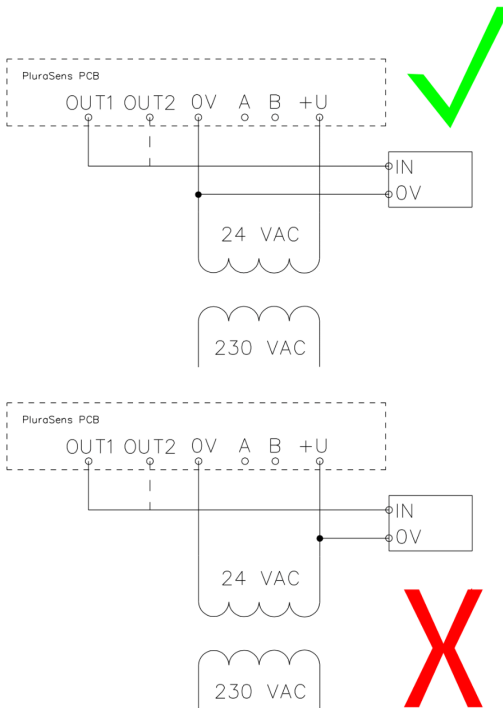 PluraSens PCB
OUT1 OUT2 0V A B +U
IN
0V
24 VAC
230 VAC
PluraSens PCB
OUT1 OUT2 0V A B +U
IN
0V
24 VAC
230 VAC